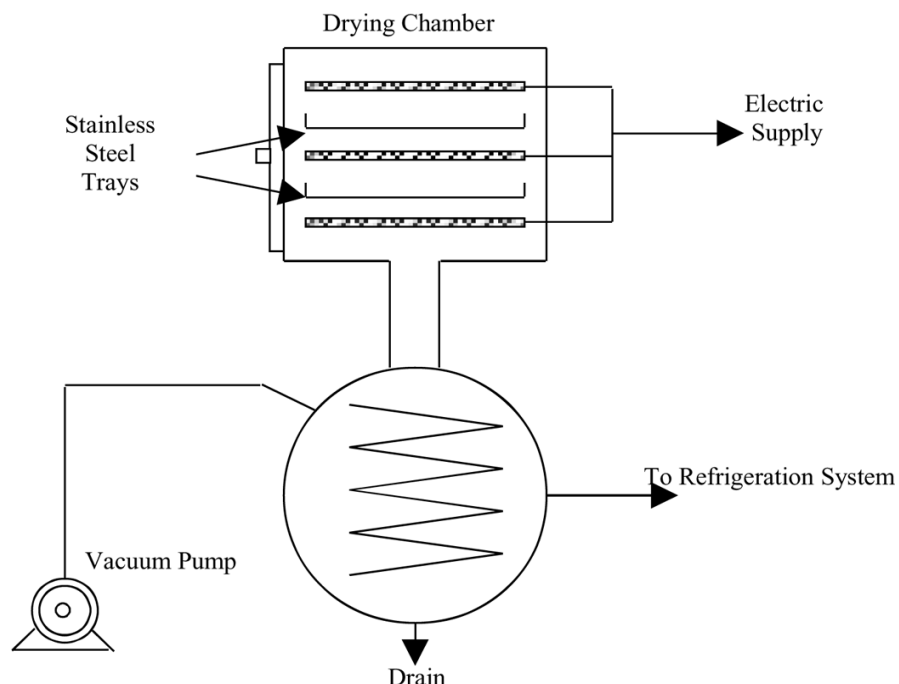 Drying Chamber
Stainless
Steel
Trays
Electric
Supply
To Refrigeration System
Vacuum Pump
Drain